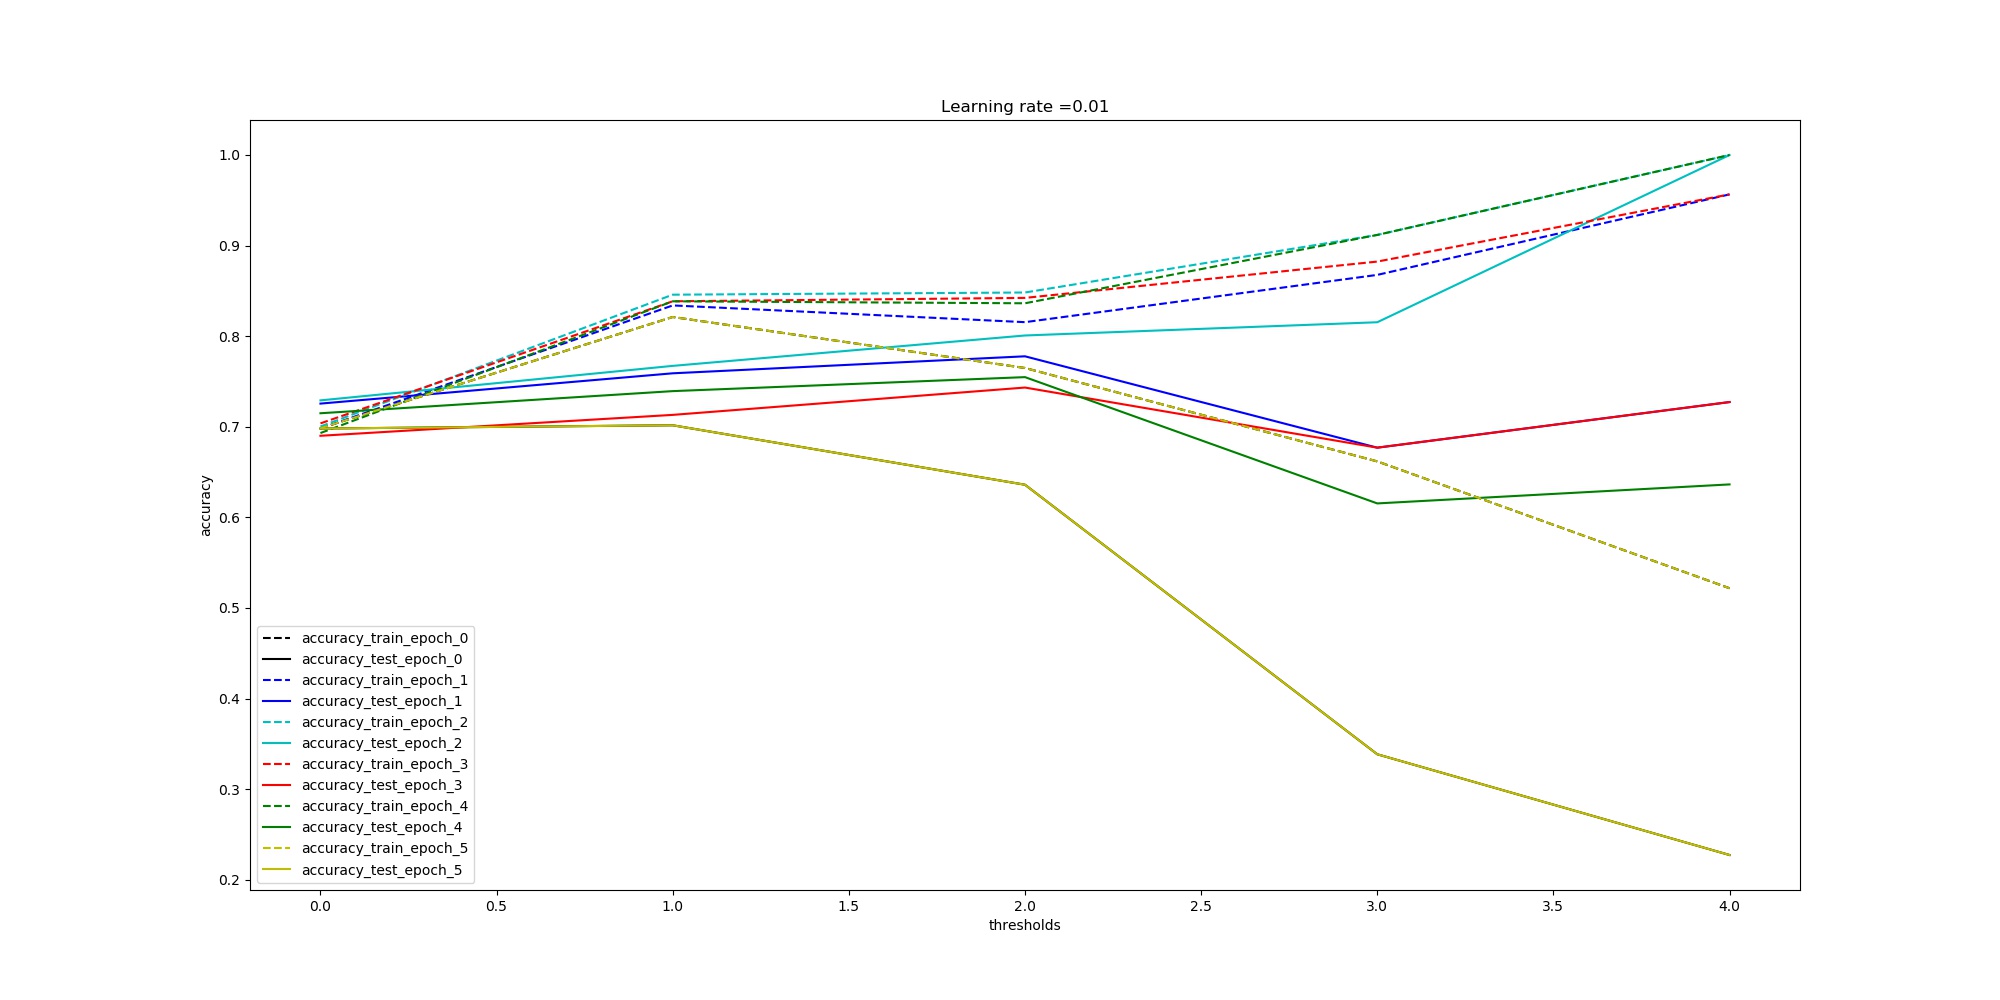 Learning rate =0.01
1.0
0.9
0.8
0.7
0.6
0.5
0.4
0.3
0.2
accuracy
accuracy_train_epoch_0
accuracy_test_epoch_0
accuracy_train_epoch_1
accuracy_test_epoch_1
accuracy_train_epoch_2
accuracy_test_epoch_2
accuracy_train_epoch_3
accuracy_test_epoch_3
accuracy_train_epoch_4
accuracy_test_epoch_4
accuracy_train_epoch_5
accuracy_test_epoch_5
0.0 0.5 1.0 1.5 2.0 2.5 3.0 3.5 4.0
thresholds